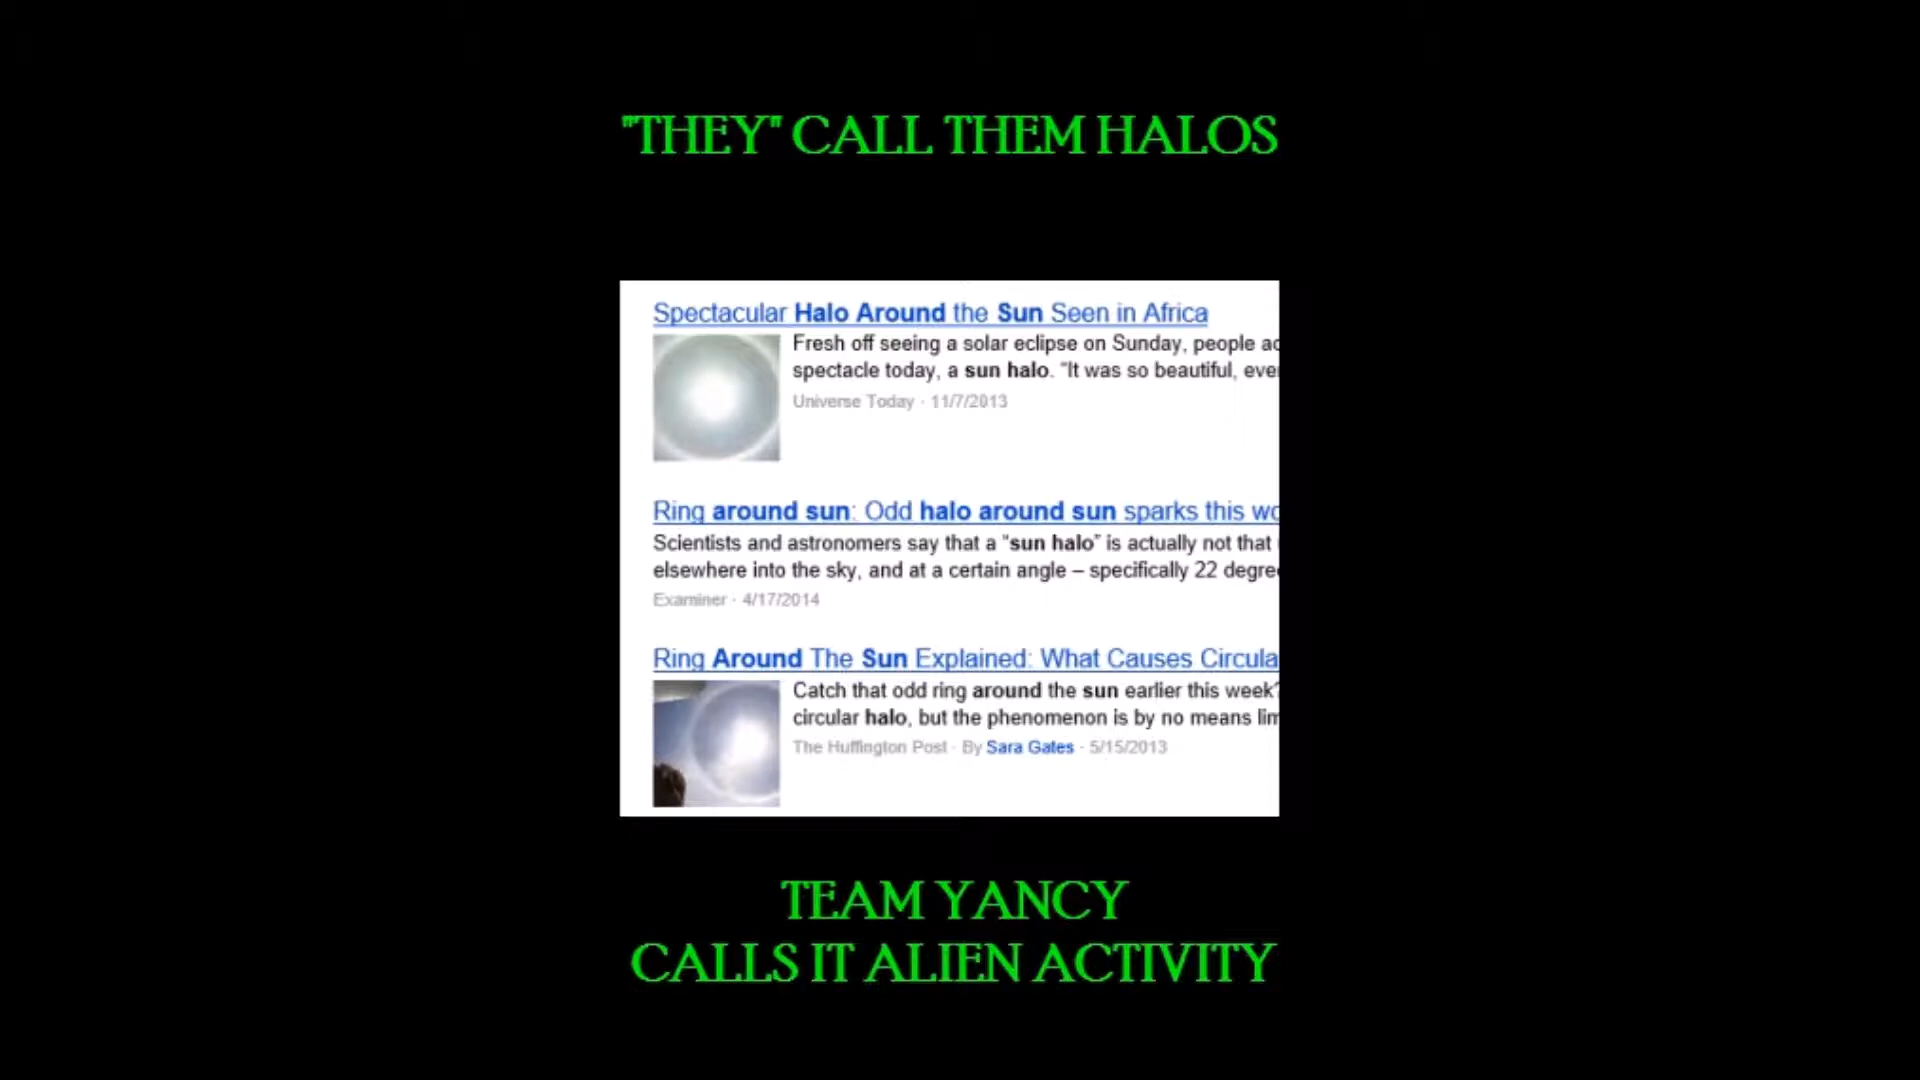 "THEY" CALL THEM HALOS
Spectacular Halo Around the Sun Seen in Africa
Fresh off seeing a solar eclipse on Sunday, people
spectacle today, a sun halo. "It was so beautiful,
Universe Today · 11/7/2013
Ring around sun: Odd halo around sun sparks this
Scientists and astronomers say that a "sun halo" is actually not that
elsewhere into the sky, and at a certain angle – specifically 22
Examiner · 4/17/2014
Ring Around The Sun Explained: What Causes
Catch that odd ring around the sun earlier this week?
circular halo, but the phenomenon is by no means
The Huffington Post · By Sara Gates · 5/15/2013
TEAM YANCY
CALLS IT ALIEN ACTIVITY